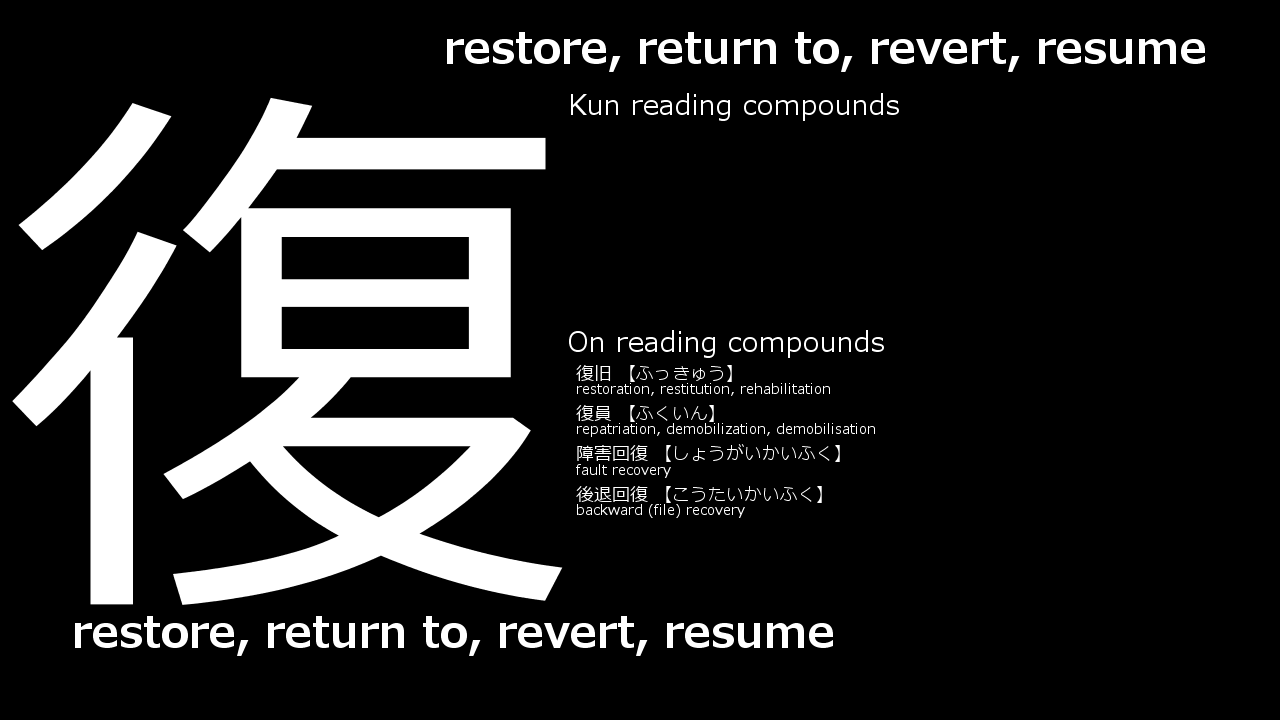 restore, return to, revert, resume
復
Kun reading compounds
On reading compounds
復旧 【ふっきゅう】
restoration, restitution, rehabilitation
復員 【ふくいん】
repatriation, demobilization, demobilisation
障害回復 【しょうがいかいふく】
fault recovery
後退回復 【こうたいかいふく】
backward (file) recovery
restore, return to, revert, resume